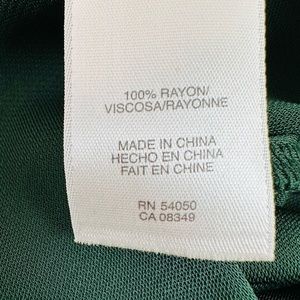 100% RAYON/
VISCOSA/RAYONNE
MADE IN CHINA
HECHO EN CHINA
FAIT EN CHINE
RN 54050
CA 08349